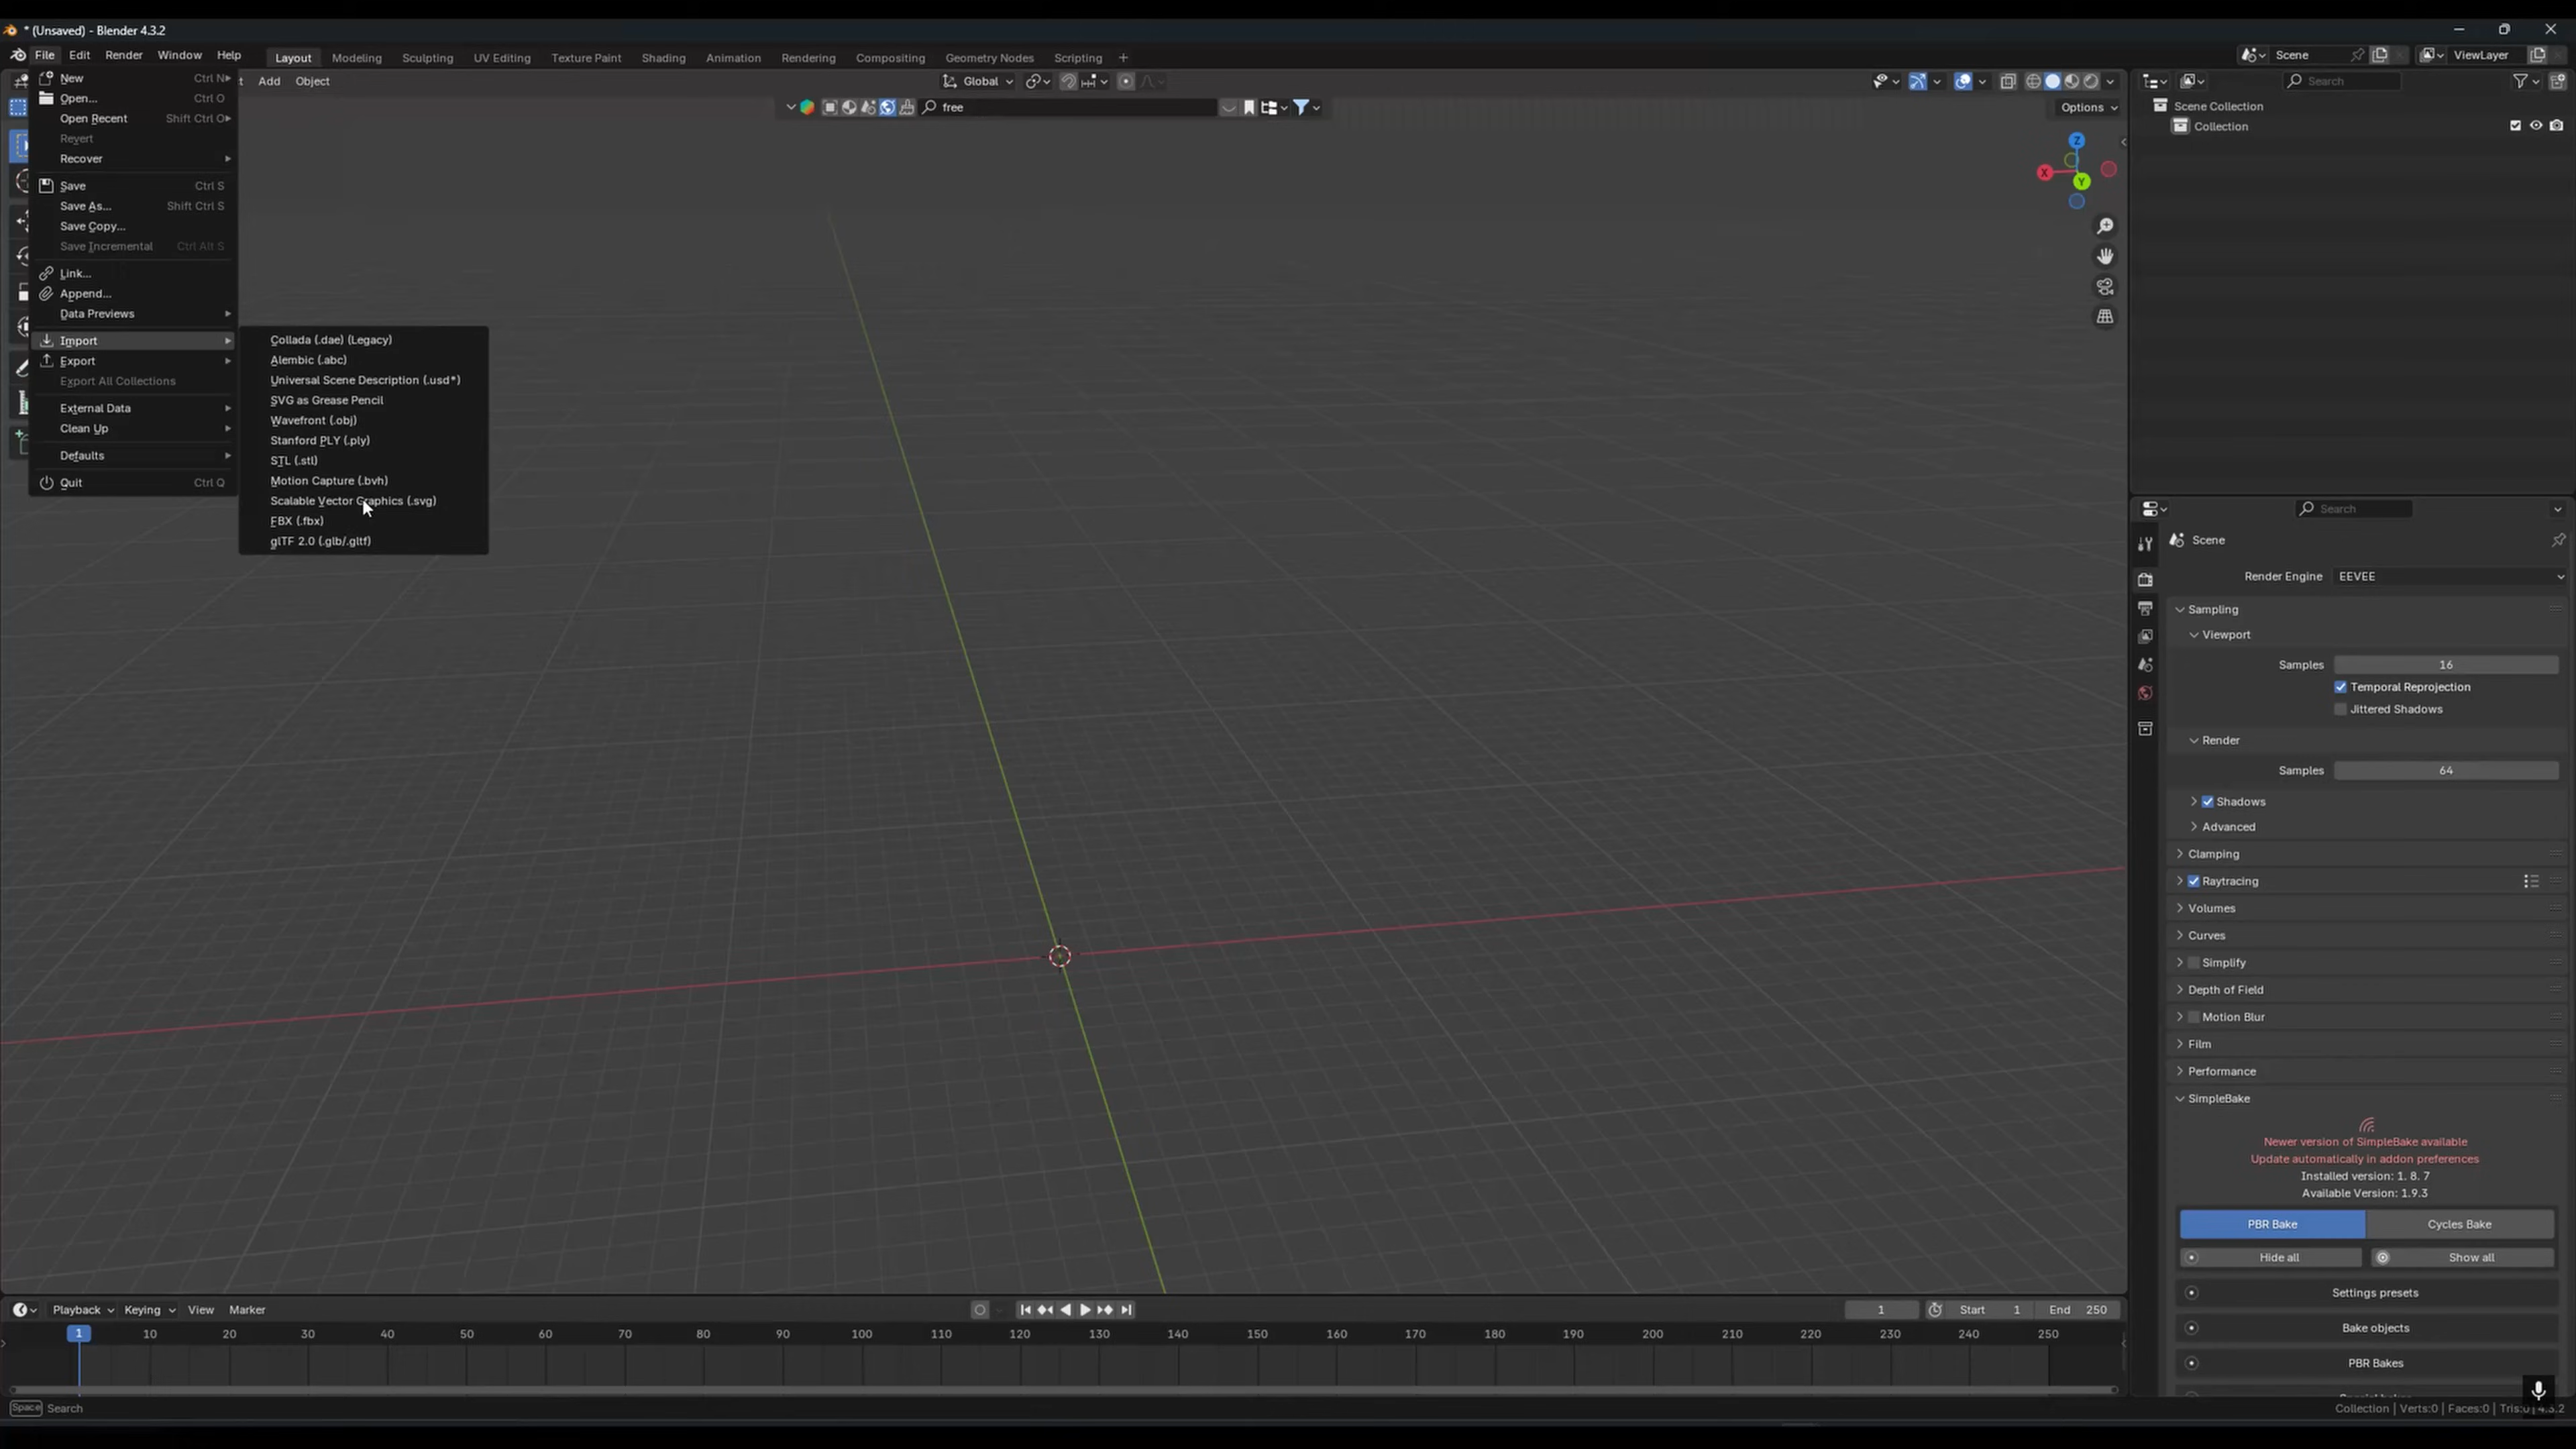 * (Unsaved) - Blender 4.3.2
File Edit Render Window Help Layout Modeling Sculpting UV Editing Texture Paint Shading Animation Rendering Compositing Geometry Nodes Scripting + Scene ViewLayer
Add Object Global
free Options
New Ctrl N
Open... Ctrl O
Open Recent Shift Ctrl O
Revert
Recover
Save Ctrl S
Save As... Shift Ctrl S
Save Copy...
Save Incremental Ctrl Alt S
Link...
Append...
Data Previews
Import
Export
Export All Collections
External Data
Clean Up
Defaults
Quit Ctrl Q
Collada (.dae) (Legacy)
Alembic (.abc)
Universal Scene Description (.usd*)
SVG as Grease Pencil
Wavefront (.obj)
Stanford PLY (.ply)
STL (.stl)
Motion Capture (.bvh)
Scalable Vector Graphics (.svg)
FBX (.fbx)
glTF 2.0 (.glb/.gltf)
Z
X
Y
Search
Scene Collection
Collection
Search
Scene
Render Engine EEVEE
Sampling
Viewport
Samples 16
Temporal Reprojection
Jittered Shadows
Render
Samples 64
Shadows
Advanced
Clamping
Raytracing
Volumes
Curves
Simplify
Depth of Field
Motion Blur
Film
Performance
SimpleBake
Newer version of SimpleBake available
Update automatically in addon preferences
Installed version: 1. 8. 7
Available Version: 1.9.3
PBR Bake Cycles Bake
Hide all Show all
Settings presets
Bake objects
PBR Bakes
Playback Keying View Marker 1 Start 1 End 250
1 10 20 30 40 50 60 70 80 90 100 110 120 130 140 150 160 170 180 190 200 210 220 230 240 250
Space Search
Collection | Verts:0 | Faces:0 | Tris:0 | 4.3.2